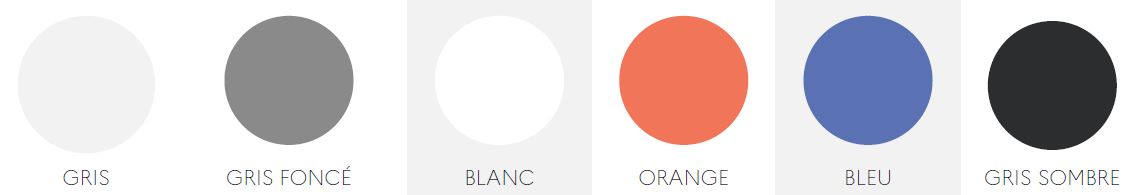 GRIS
GRIS FONCÉ
BLANC
ORANGE
BLEU
GRIS SOMBRE